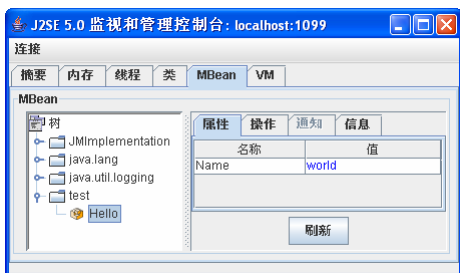 J2SE 5.0 监视和管理控制台: localhost:1099
连接
摘要 内存 线程 类 MBean VM
MBean
树
JMImplementation
java.lang
java.util.logging
test
Hello
属性 操作 通知 信息
名称 值
Name world
刷新